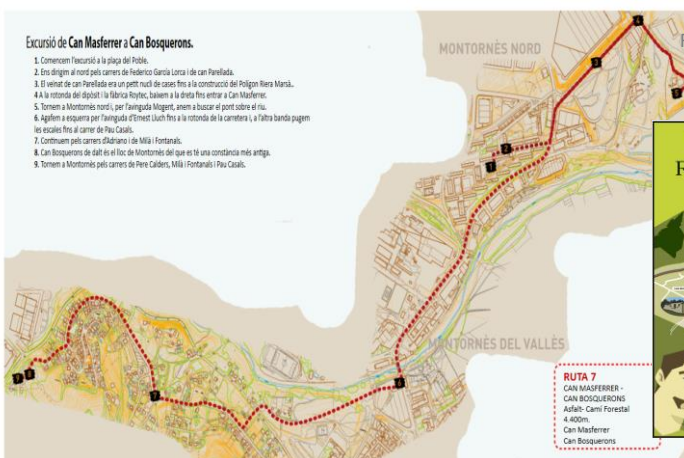 Excursió de Can Masferrer a Can Bosquerons.
1. Comencem l'excursió a la plaça del Poble.
2. Ens dirigim al nord pels carrers de Federico García Lorca i de can Parellada.
3. El veïnat de can Parellada era un petit nucli de cases fins a la construcció del Polígon Riera Marsà..
4 A la rotonda del dipòsit i la fàbrica Roytec, baixem a la dreta fins entrar a Can Masferrer.
5. Tornem a Montornès nord i, per l'avinguda Mogent, anem a buscar el pont sobre el riu.
6. Agafem a esquerra per l'avinguda d'Ernest Lluch fins a la rotonda de la carretera i, a l'altra banda pugem
les escales fins al carrer de Pau Casals.
7. Continuem pels carrers d'Adriano i de Milà i Fontanals.
8. Can Bosquerons de dalt és el lloc de Montornès del que es té una constància més antiga.
9. Tornem a Montornès pels carrers de Pere Calders, Milà i Fontanals i Pau Casals.
MONTORNÈS NORD
4
3
2
1
MONTORNÈS DEL VALLÈS
6
7
9 8
RUTA 7
CAN MASFERRER -
CAN BOSQUERONS
Asfalt- Camí Forestal
4.400m.
Can Masferrer
Can Bosquerons